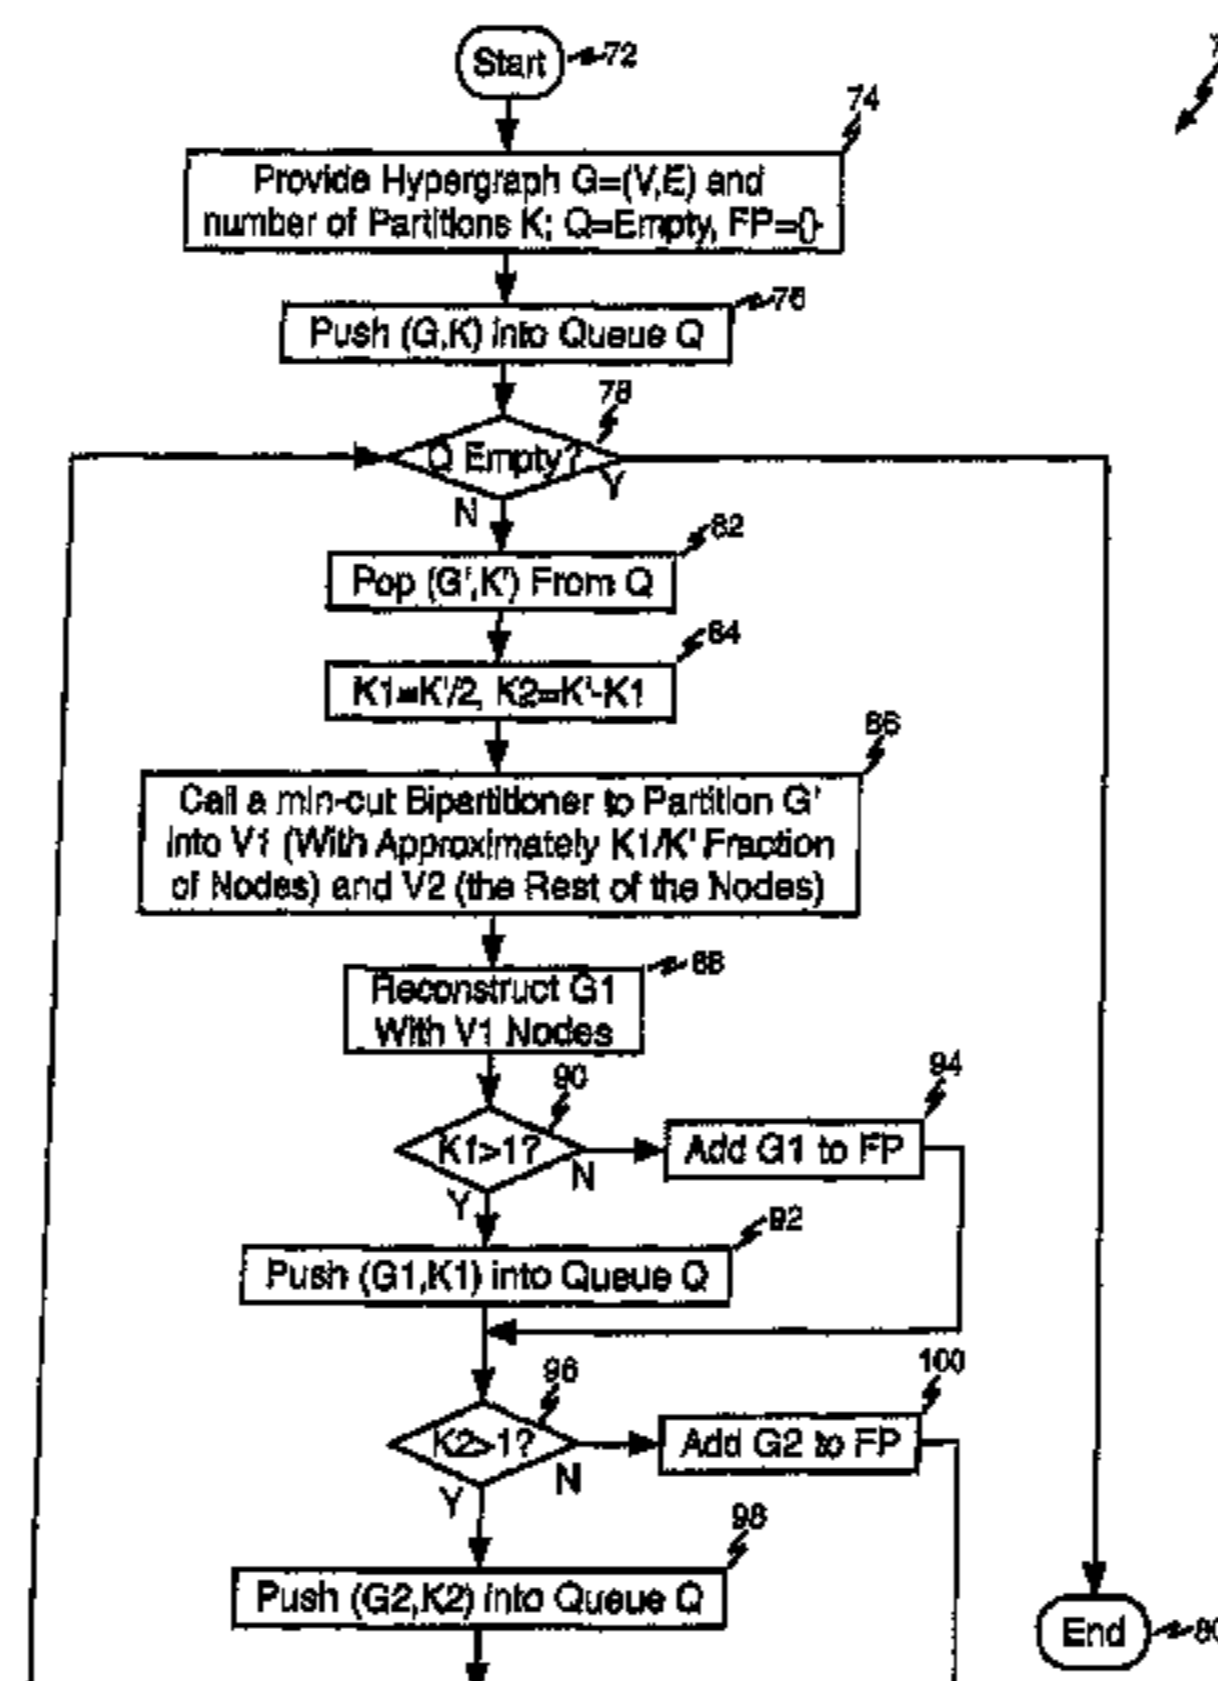 Start
72
74
Provide Hypergraph G=(V,E) and
number of Partitions K; Q=Empty, FP={}
76
Push (G,K) into Queue Q
78
Q Empty?
Y
N
82
Pop (G',K') From Q
84
K1=K'/2, K2=K'-K1
86
Call a min-cut Bipartitioner to Partition G'
into V1 (With Approximately K1/K' Fraction
of Nodes) and V2 (the Rest of the Nodes)
88
Reconstruct G1
With V1 Nodes
90
94
K1>1?
N
Add G1 to FP
Y
92
Push (G1,K1) into Queue Q
96
100
K2>1?
N
Add G2 to FP
Y
98
Push (G2,K2) into Queue Q
End
80